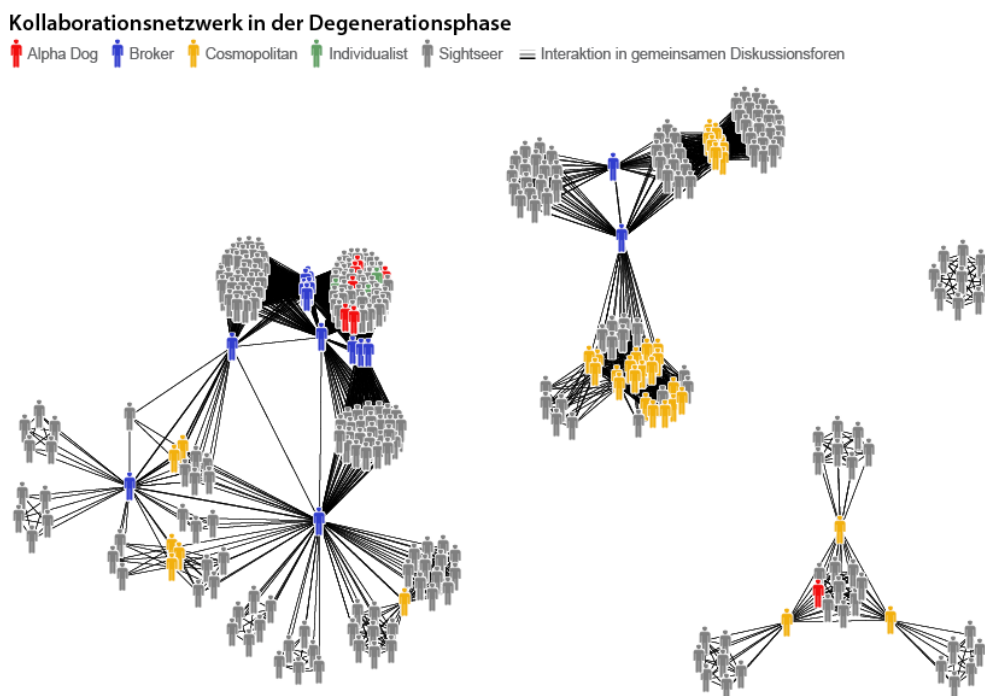 Kollaborationsnetzwerk in der Degenerationsphase
Alpha Dog Broker Cosmopolitan Individualist Sightseer Interaktion in gemeinsamen Diskussionsforen